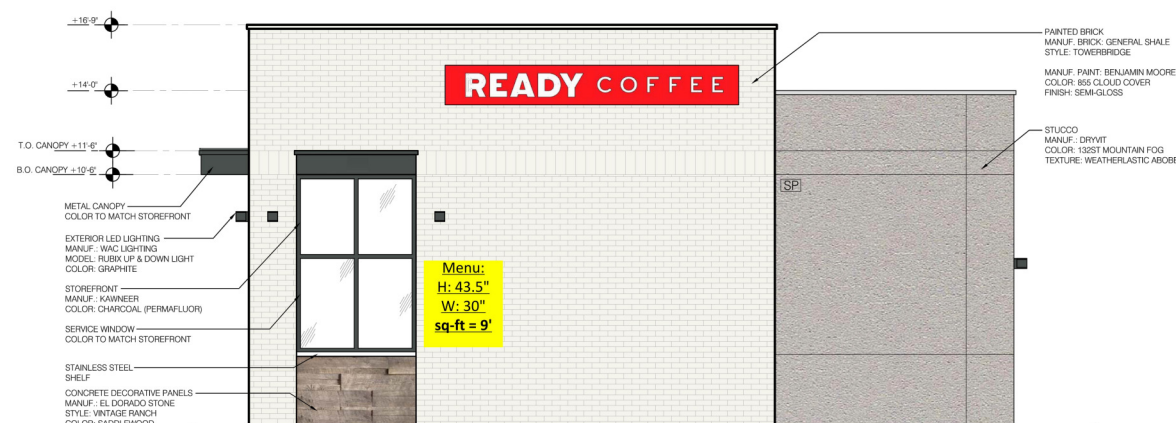 +16'-9"
+14'-0"
T.O. CANOPY +11'-6"
B.O. CANOPY +10'-6"
METAL CANOPY
COLOR TO MATCH STOREFRONT
EXTERIOR LED LIGHTING
MANUF.: WAC LIGHTING
MODEL: RUBIX UP & DOWN LIGHT
COLOR: GRAPHITE
STOREFRONT
MANUF.: KAWNEER
COLOR: CHARCOAL (PERMAFLUOR)
SERVICE WINDOW
COLOR TO MATCH STOREFRONT
STAINLESS STEEL
SHELF
CONCRETE DECORATIVE PANELS
MANUF.: EL DORADO STONE
STYLE: VINTAGE RANCH
COLOR: SADDLEWOOD
READY COFFEE
Menu:
H: 43.5"
W: 30"
sq-ft = 9'
SP
PAINTED BRICK
MANUF. BRICK: GENERAL SHALE
STYLE: TOWERBRIDGE
MANUF. PAINT: BENJAMIN MOORE
COLOR: 855 CLOUD COVER
FINISH: SEMI-GLOSS
STUCCO
MANUF.: DRYVIT
COLOR: 132ST MOUNTAIN FOG
TEXTURE: WEATHERLASTIC ABOBE